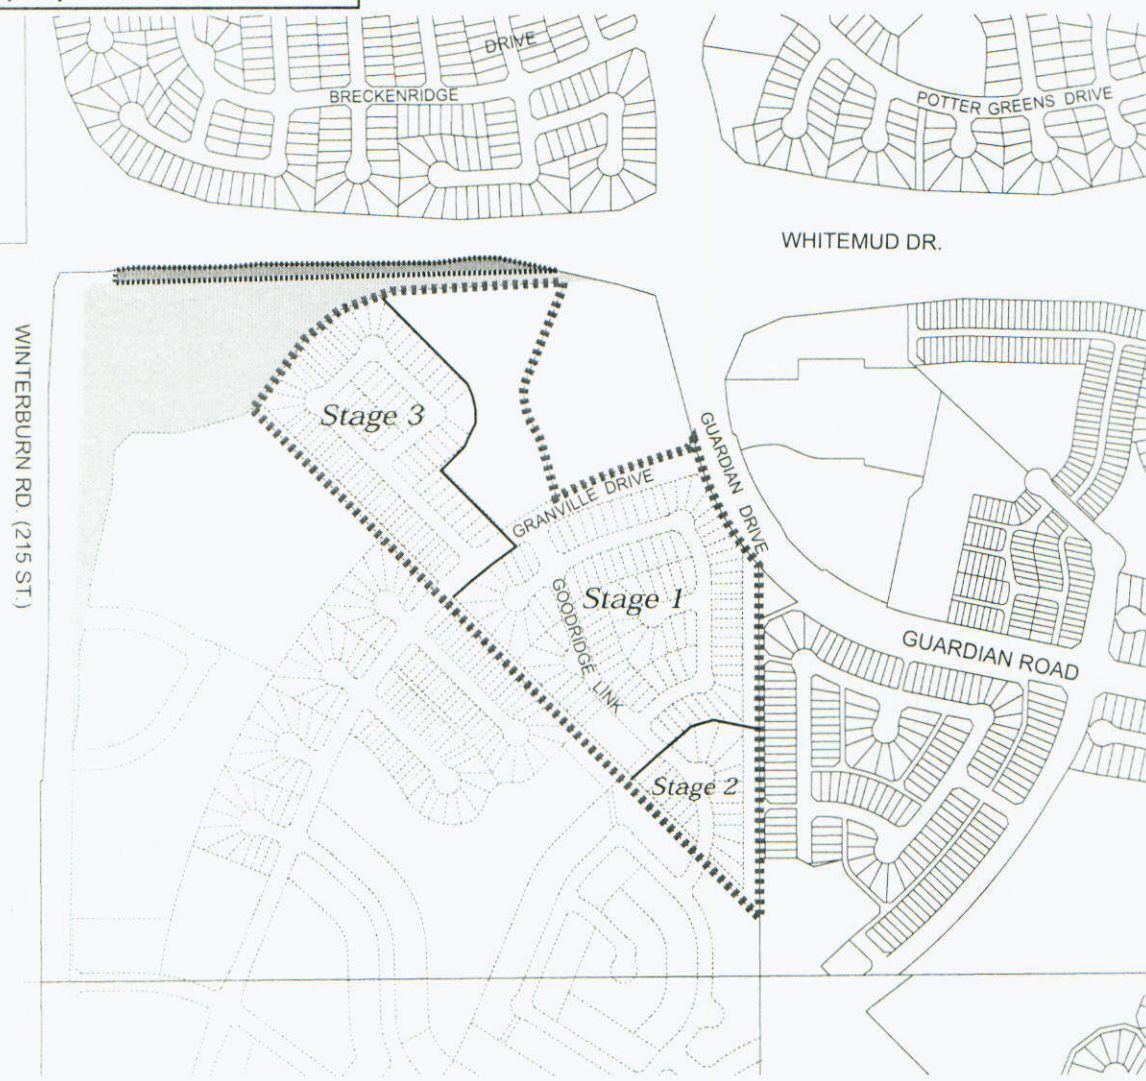 DRIVE
BRECKENRIDGE
POTTER GREENS DRIVE
WHITEMUD DR.
WINTERBURN RD. (215 ST.)
Stage 3
GUARDIAN DRIVE
GRANVILLE DRIVE
Stage 1
GOODRIDGE LINK
GUARDIAN ROAD
Stage 2